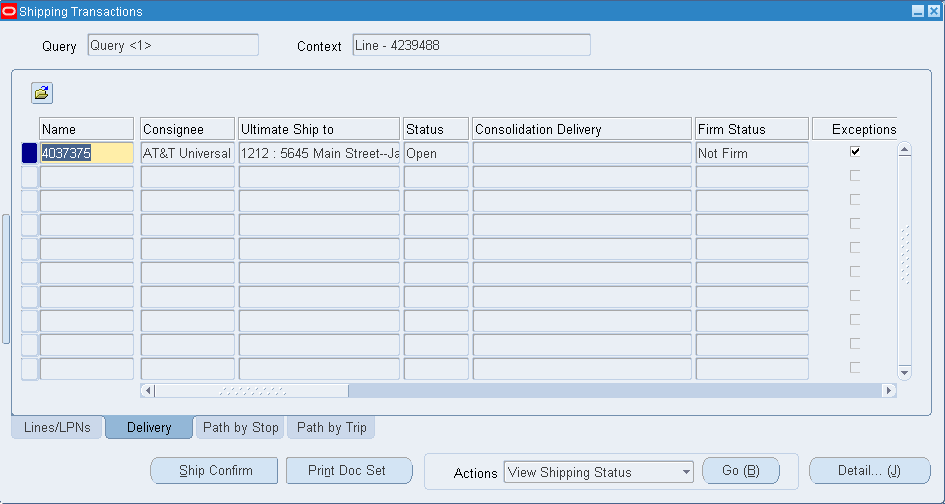 Shipping Transactions
Query Query <1> Context Line - 4239488
Name Consignee Ultimate Ship to Status Consolidation Delivery Firm Status Exceptions
4037375 AT&T Universal 1212 : 5645 Main Street--Ja Open Not Firm
Lines/LPNs Delivery Path by Stop Path by Trip
Ship Confirm Print Doc Set Actions View Shipping Status Go (B) Detail... (J)